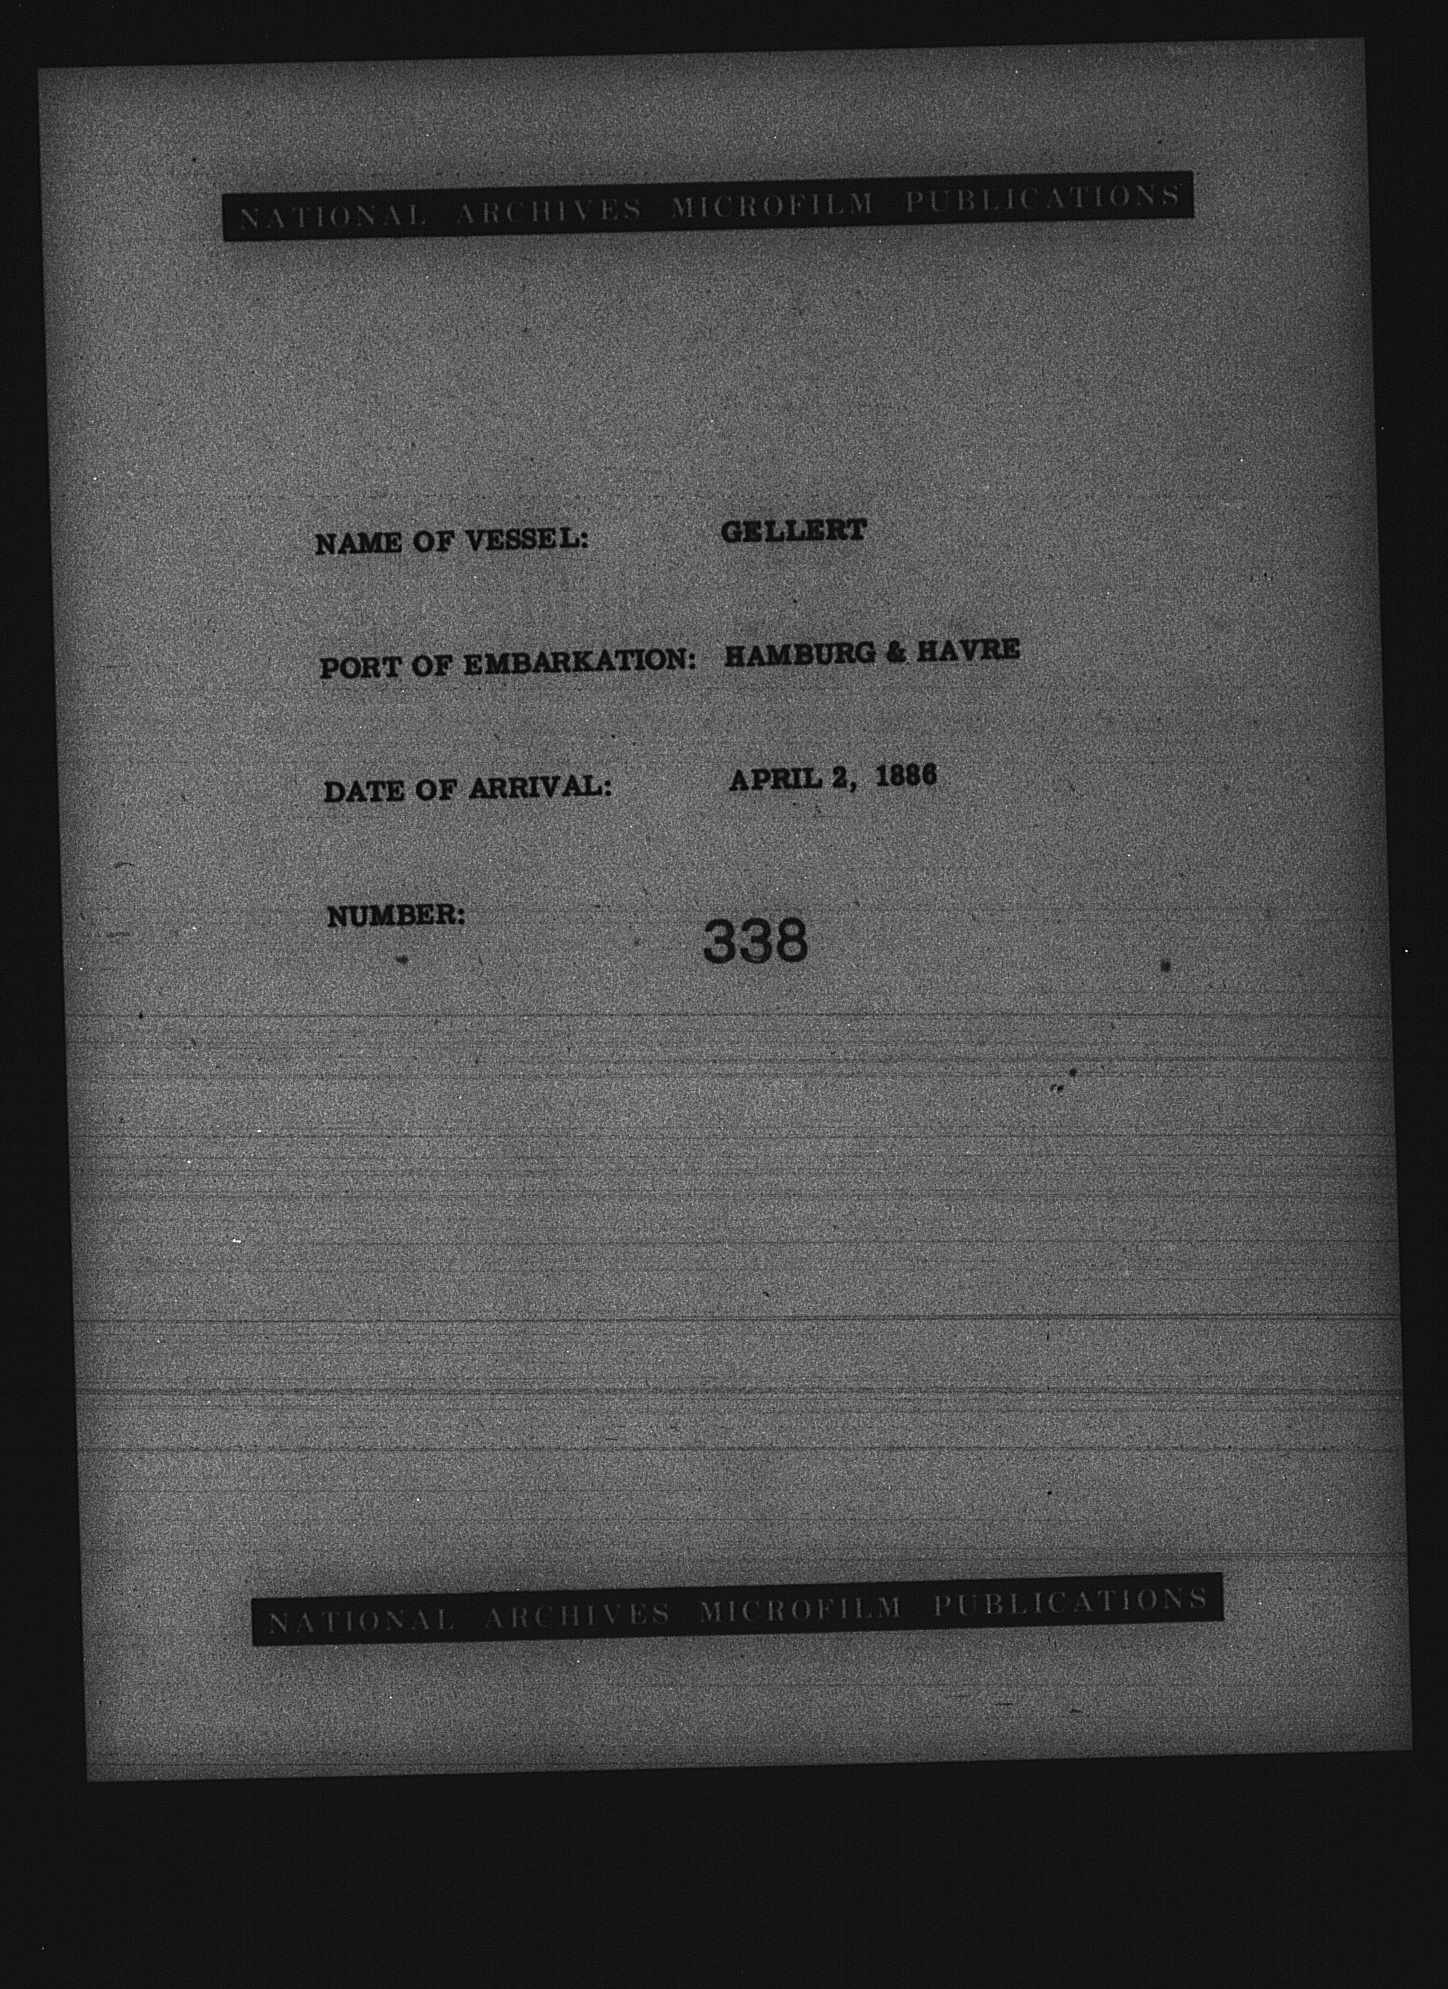 NATIONAL ARCHIVES MICROFILM PUBLICATIONS
NAME OF VESSEL: GELLERT
PORT OF EMBARKATION: HAMBURG & HAVRE
DATE OF ARRIVAL: APRIL 2, 1886
NUMBER: 338
NATIONAL ARCHIVES MICROFILM PUBLICATIONS